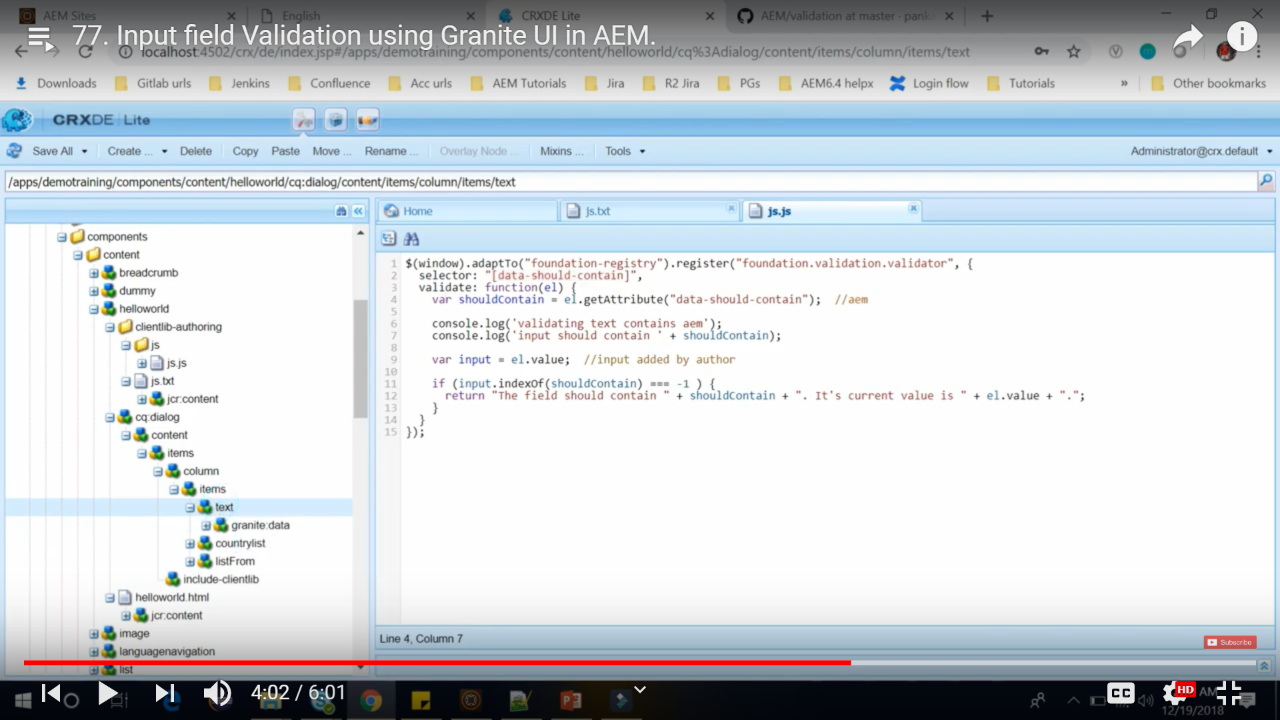 AEM Sites
English
CRXDE Lite
AEM/validation at master · pank
77. Input field Validation using Granite UI in AEM.
localhost:4502/crx/de/index.jsp#/apps/demotraining/components/content/helloworld/cq%3Adialog/content/items/column/items/text
Downloads
Gitlab urls
Jenkins
Confluence
Acc urls
AEM Tutorials
Jira
R2 Jira
PGs
AEM6.4 helpx
Login flow
Tutorials
»
Other bookmarks
CRXDE | Lite
Save All
Create ...
Delete
Copy
Paste
Move ...
Rename ...
Overlay Node ...
Mixins ...
Tools
Administrator@crx.default
/apps/demotraining/components/content/helloworld/cq:dialog/content/items/column/items/text
Home
js.txt
js.js
components
content
breadcrumb
dummy
helloworld
clientlib-authoring
js
js.js
js.txt
jcr:content
cq:dialog
content
items
column
items
text
granite:data
countrylist
listFrom
include-clientlib
helloworld.html
jcr:content
image
languagenavigation
list
1 $(window).adaptTo("foundation-registry").register("foundation.validation.validator", {
2 selector: "[data-should-contain]",
3 validate: function(el) {
4 var shouldContain = el.getAttribute("data-should-contain"); //aem
5
6 console.log('validating text contains aem');
7 console.log('input should contain ' + shouldContain);
8
9 var input = el.value; //input added by author
10
11 if (input.indexOf(shouldContain) === -1 ) {
12 return "The field should contain " + shouldContain + ". It's current value is " + el.value + ".";
13 }
14 }
15 });
Line 4, Column 7
Subscribe
4:02 / 6:01
CC
HD
AM
12/19/2018